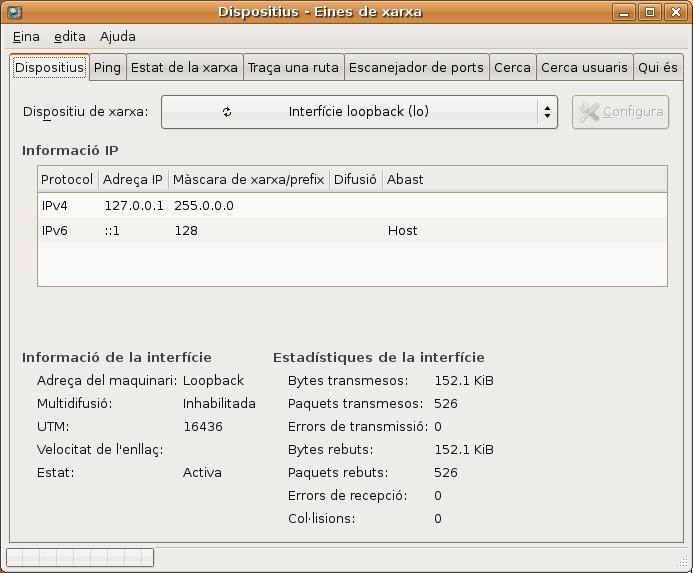 Dispositius - Eines de xarxa
Eina edita Ajuda
Dispositius Ping Estat de la xarxa Traça una ruta Escanejador de ports Cerca Cerca usuaris Qui és
Dispositiu de xarxa: Interfície loopback (lo) Configura
Informació IP
Protocol Adreça IP Màscara de xarxa/prefix Difusió Abast
IPv4 127.0.0.1 255.0.0.0
IPv6 ::1 128 Host
Informació de la interfície Estadístiques de la interfície
Adreça del maquinari: Loopback Bytes transmesos: 152.1 KiB
Multidifusió: Inhabilitada Paquets transmesos: 526
UTM: 16436 Errors de transmissió: 0
Velocitat de l'enllaç: Bytes rebuts: 152.1 KiB
Estat: Activa Paquets rebuts: 526
Errors de recepció: 0
Col·lisions: 0